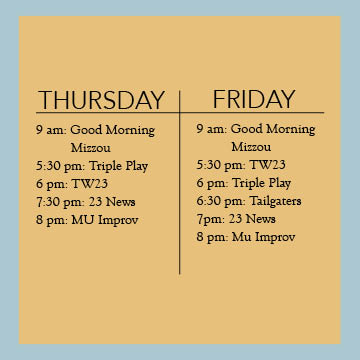 THURSDAY
9 am: Good Morning
Mizzou
5:30 pm: Triple Play
6 pm: TW23
7:30 pm: 23 News
8 pm: MU Improv
FRIDAY
9 am: Good Morning
Mizzou
5:30 pm: TW23
6 pm: Triple Play
6:30 pm: Tailgaters
7pm: 23 News
8 pm: Mu Improv